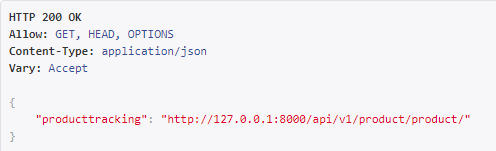 HTTP 200 OK
Allow: GET, HEAD, OPTIONS
Content-Type: application/json
Vary: Accept
{
"producttracking": "http://127.0.0.1:8000/api/v1/product/product/"
}